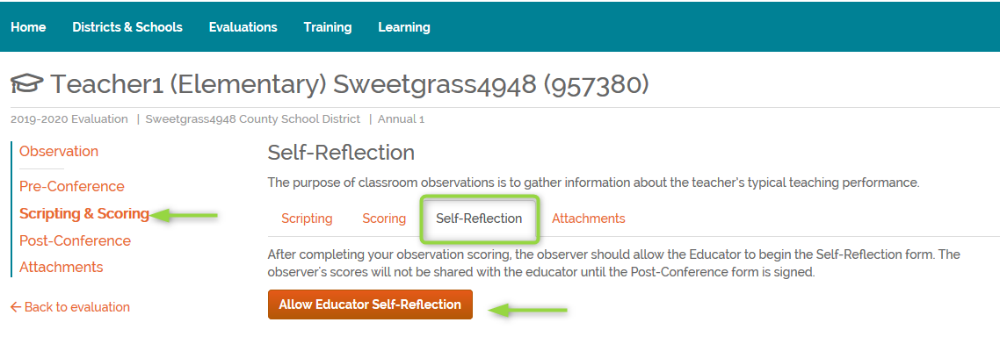 Home Districts & Schools Evaluations Training Learning
Teacher1 (Elementary) Sweetgrass4948 (957380)
2019-2020 Evaluation | Sweetgrass4948 County School District | Annual 1
Observation
Pre-Conference
Scripting & Scoring
Post-Conference
Attachments
← Back to evaluation
Self-Reflection
The purpose of classroom observations is to gather information about the teacher's typical teaching performance.
Scripting Scoring Self-Reflection Attachments
After completing your observation scoring, the observer should allow the Educator to begin the Self-Reflection form. The
observer's scores will not be shared with the educator until the Post-Conference form is signed.
Allow Educator Self-Reflection